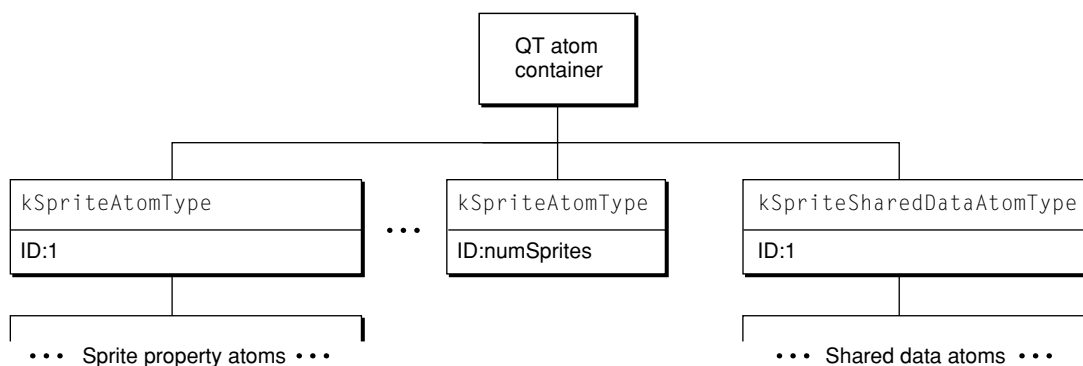 QT atom
container
kSpriteAtomType
ID:1
• • •
kSpriteAtomType
ID:numSprites
kSpriteSharedDataAtomType
ID:1
• • • Sprite property atoms • • •
• • • Shared data atoms • • •